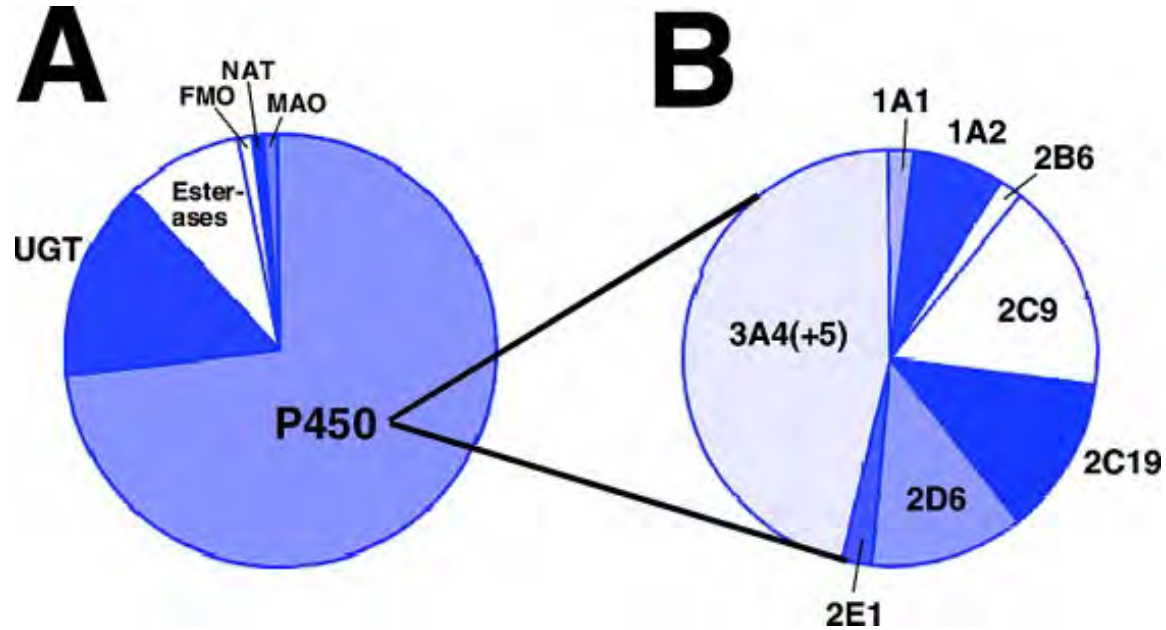 A
NAT
FMO
MAO
Ester-
ases
UGT
P450
B
1A1
1A2
2B6
2C9
3A4(+5)
2C19
2D6
2E1